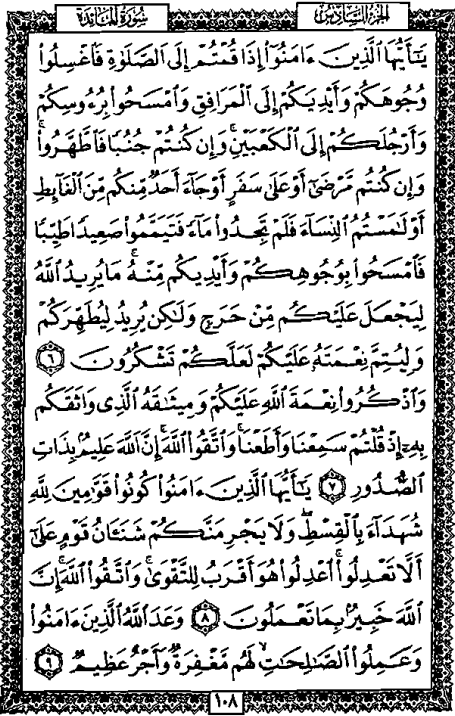 الجزء السادس
سورة المائدة
يَٰٓأَيُّهَا ٱلَّذِينَ ءَامَنُوٓا۟ إِذَا قُمْتُمْ إِلَى ٱلصَّلَوٰةِ فَٱغْسِلُوا۟
وُجُوهَكُمْ وَأَيْدِيَكُمْ إِلَى ٱلْمَرَافِقِ وَٱمْسَحُوا۟ بِرُءُوسِكُمْ
وَأَرْجُلَكُمْ إِلَى ٱلْكَعْبَيْنِ ۚ وَإِن كُنتُمْ جُنُبًا فَٱطَّهَّرُوا۟ ۚ
وَإِن كُنتُم مَّرْضَىٰٓ أَوْ عَلَىٰ سَفَرٍ أَوْ جَآءَ أَحَدٌ مِّنكُم مِّنَ ٱلْغَآئِطِ
أَوْ لَٰمَسْتُمُ ٱلنِّسَآءَ فَلَمْ تَجِدُوا۟ مَآءً فَتَيَمَّمُوا۟ صَعِيدًا طَيِّبًا
فَٱمْسَحُوا۟ بِوُجُوهِكُمْ وَأَيْدِيكُم مِّنْهُ ۚ مَا يُرِيدُ ٱللَّهُ
لِيَجْعَلَ عَلَيْكُم مِّنْ حَرَجٍ وَلَٰكِن يُرِيدُ لِيُطَهِّرَكُمْ
وَلِيُتِمَّ نِعْمَتَهُۥ عَلَيْكُمْ لَعَلَّكُمْ تَشْكُرُونَ ٦
وَٱذْكُرُوا۟ نِعْمَةَ ٱللَّهِ عَلَيْكُمْ وَمِيثَٰقَهُ ٱلَّذِى وَاثَقَكُم
بِهِۦٓ إِذْ قُلْتُمْ سَمِعْنَا وَأَطَعْنَا ۖ وَٱتَّقُوا۟ ٱللَّهَ ۚ إِنَّ ٱللَّهَ عَلِيمٌۢ بِذَاتِ
ٱلصُّدُورِ ٧ يَٰٓأَيُّهَا ٱلَّذِينَ ءَامَنُوا۟ كُونُوا۟ قَوَّٰمِينَ لِلَّهِ
شُهَدَآءَ بِٱلْقِسْطِ ۖ وَلَا يَجْرِمَنَّكُمْ شَنَـَٔانُ قَوْمٍ عَلَىٰٓ
أَلَّا تَعْدِلُوا۟ ۚ ٱعْدِلُوا۟ هُوَ أَقْرَبُ لِلتَّقْوَىٰ ۖ وَٱتَّقُوا۟ ٱللَّهَ ۚ إِنَّ
ٱللَّهَ خَبِيرٌۢ بِمَا تَعْمَلُونَ ٨ وَعَدَ ٱللَّهُ ٱلَّذِينَ ءَامَنُوا۟
وَعَمِلُوا۟ ٱلصَّٰلِحَٰتِ ۙ لَهُم مَّغْفِرَةٌ وَأَجْرٌ عَظِيمٌ ٩
١٠٨